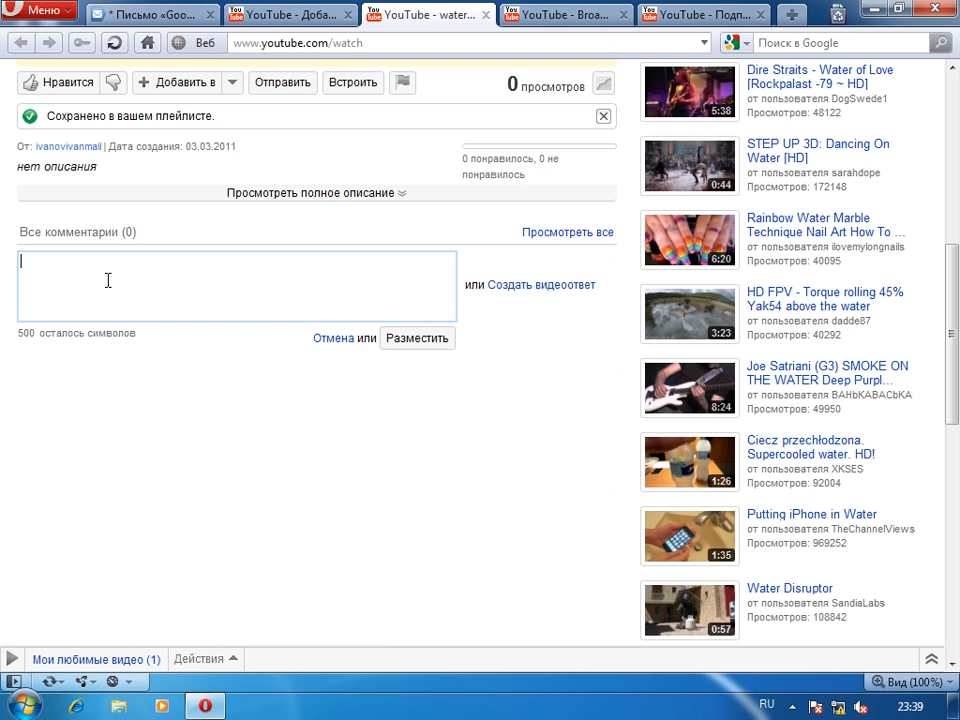 Меню
* Письмо «Goo...
YouTube - Доба...
YouTube - water...
YouTube - Broa...
YouTube - Подп...
Веб
www.youtube.com/watch
Поиск в Google
Нравится
Добавить в
Отправить
Встроить
0 просмотров
Сохранено в вашем плейлисте.
От: ivanovivanmail | Дата создания: 03.03.2011
нет описания
0 понравилось, 0 не
понравилось
Просмотреть полное описание
Все комментарии (0)
Просмотреть все
или Создать видеоответ
500 осталось символов
Отмена или Разместить
5:38
Dire Straits - Water of Love
[Rockpalast -79 ~ HD]
от пользователя DogSwede1
Просмотров: 48122
0:44
STEP UP 3D: Dancing On
Water [HD]
от пользователя sarahdope
Просмотров: 172148
6:20
Rainbow Water Marble
Technique Nail Art How To ...
от пользователя ilovemylongnails
Просмотров: 40095
3:23
HD FPV - Torque rolling 45%
Yak54 above the water
от пользователя dadde87
Просмотров: 40292
8:24
Joe Satriani (G3) SMOKE ON
THE WATER Deep Purpl...
от пользователя BAHbKABACbKA
Просмотров: 49950
1:26
Ciecz przechłodzona.
Supercooled water. HD!
от пользователя XKSES
Просмотров: 92004
1:35
Putting iPhone in Water
от пользователя TheChannelViews
Просмотров: 969252
0:57
Water Disruptor
от пользователя SandiaLabs
Просмотров: 108842
Мои любимые видео (1)
Действия
Вид (100%)
RU
23:39